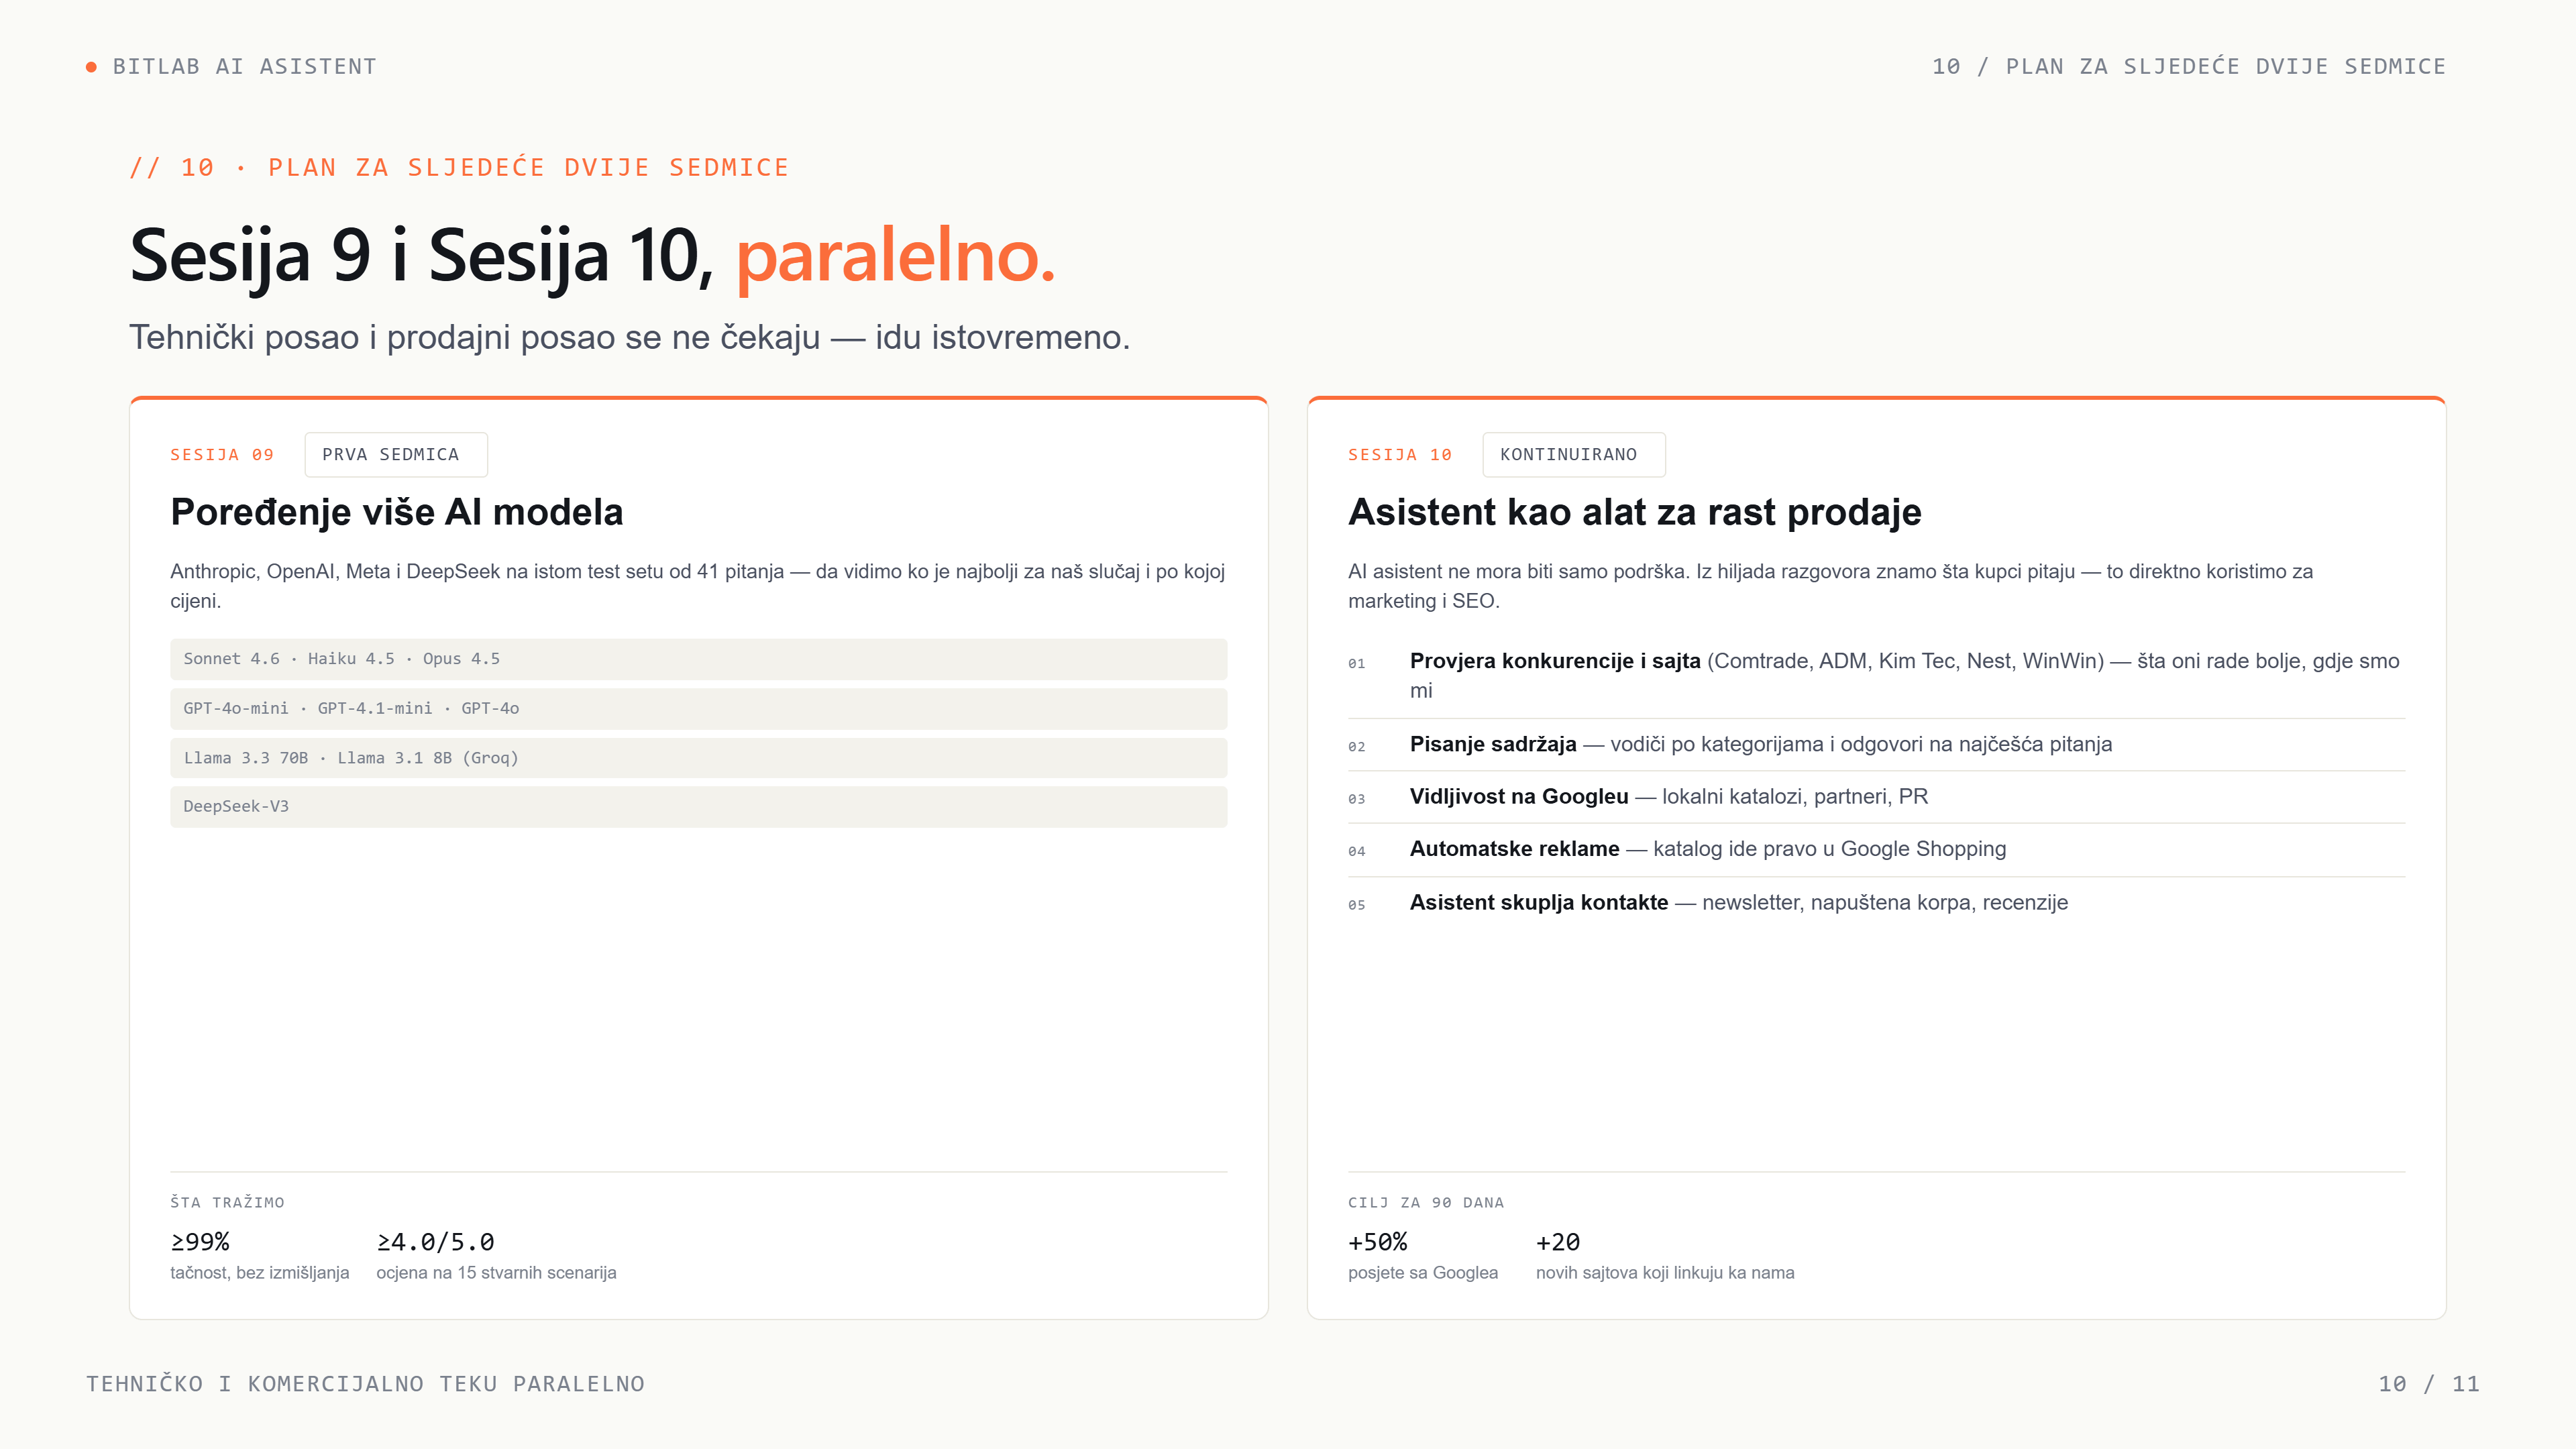 BITLAB AI ASISTENT
10 / PLAN ZA SLJEDEĆE DVIJE SEDMICE
// 10 · PLAN ZA SLJEDEĆE DVIJE SEDMICE
Sesija 9 i Sesija 10, paralelno.
Tehnički posao i prodajni posao se ne čekaju — idu istovremeno.
SESIJA 09
PRVA SEDMICA
Poređenje više AI modela
Anthropic, OpenAI, Meta i DeepSeek na istom test setu od 41 pitanja — da vidimo ko je najbolji za naš slučaj i po kojoj
cijeni.
Sonnet 4.6 · Haiku 4.5 · Opus 4.5
GPT-4o-mini · GPT-4.1-mini · GPT-4o
Llama 3.3 70B · Llama 3.1 8B (Groq)
DeepSeek-V3
ŠTA TRAŽIMO
≥99%
tačnost, bez izmišljanja
≥4.0/5.0
ocjena na 15 stvarnih scenarija
SESIJA 10
KONTINUIRANO
Asistent kao alat za rast prodaje
AI asistent ne mora biti samo podrška. Iz hiljada razgovora znamo šta kupci pitaju — to direktno koristimo za
marketing i SEO.
01 Provjera konkurencije i sajta (Comtrade, ADM, Kim Tec, Nest, WinWin) — šta oni rade bolje, gdje smo
mi
02 Pisanje sadržaja — vodiči po kategorijama i odgovori na najčešća pitanja
03 Vidljivost na Googleu — lokalni katalozi, partneri, PR
04 Automatske reklame — katalog ide pravo u Google Shopping
05 Asistent skuplja kontakte — newsletter, napuštena korpa, recenzije
CILJ ZA 90 DANA
+50%
posjete sa Googlea
+20
novih sajtova koji linkuju ka nama
TEHNIČKO I KOMERCIJALNO TEKU PARALELNO
10 / 11